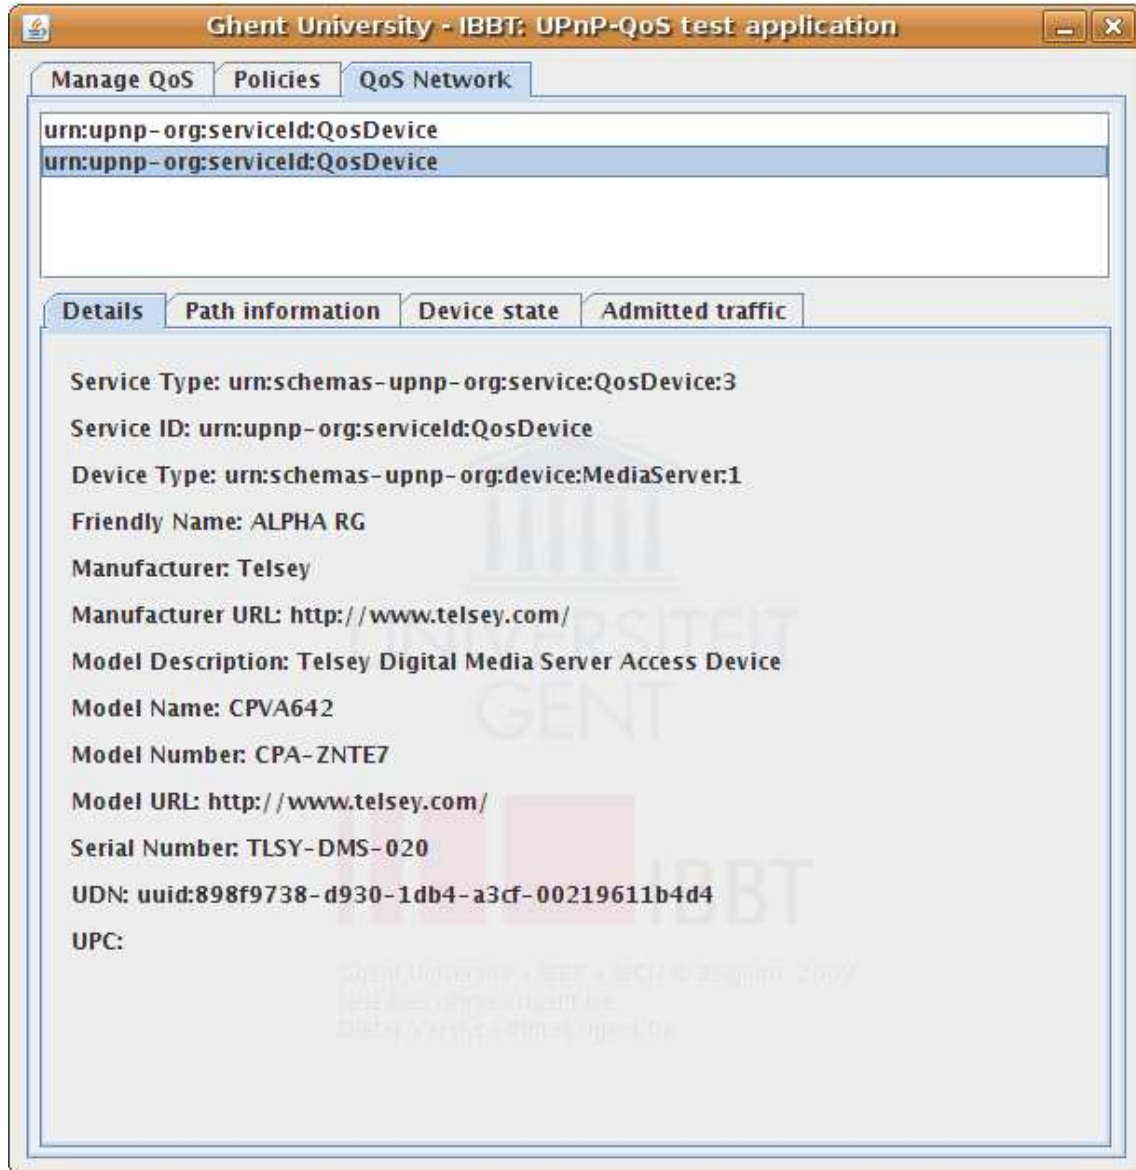 Ghent University - IBBT: UPnP-QoS test application
Manage QoS Policies QoS Network
urn:upnp-org:serviceId:QosDevice
urn:upnp-org:serviceId:QosDevice
Details Path information Device state Admitted traffic
Service Type: urn:schemas-upnp-org:service:QosDevice:3
Service ID: urn:upnp-org:serviceId:QosDevice
Device Type: urn:schemas-upnp-org:device:MediaServer:1
Friendly Name: ALPHA RG
Manufacturer: Telsey
Manufacturer URL: http://www.telsey.com/
UNIVERSITEIT
Model Description: Telsey Digital Media Server Access Device
GENT
Model Name: CPVA642
Model Number: CPA-ZNTE7
Model URL: http://www.telsey.com/
Serial Number: TLSY-DMS-020
IBBT
UDN: uuid:898f9738-d930-1db4-a3cf-00219611b4d4
UPC:
Ghent University - IBBT - Belgium 2009